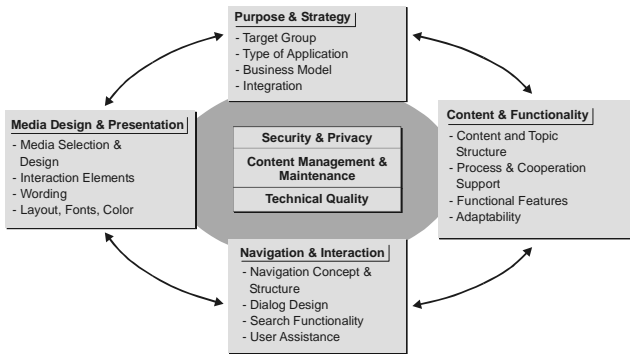 Purpose & Strategy
- Target Group
- Type of Application
- Business Model
- Integration
Media Design & Presentation
- Media Selection &
Design
- Interaction Elements
- Wording
- Layout, Fonts, Color
Security & Privacy
Content Management &
Maintenance
Technical Quality
Content & Functionality
- Content and Topic
Structure
- Process & Cooperation
Support
- Functional Features
- Adaptability
Navigation & Interaction
- Navigation Concept &
Structure
- Dialog Design
- Search Functionality
- User Assistance